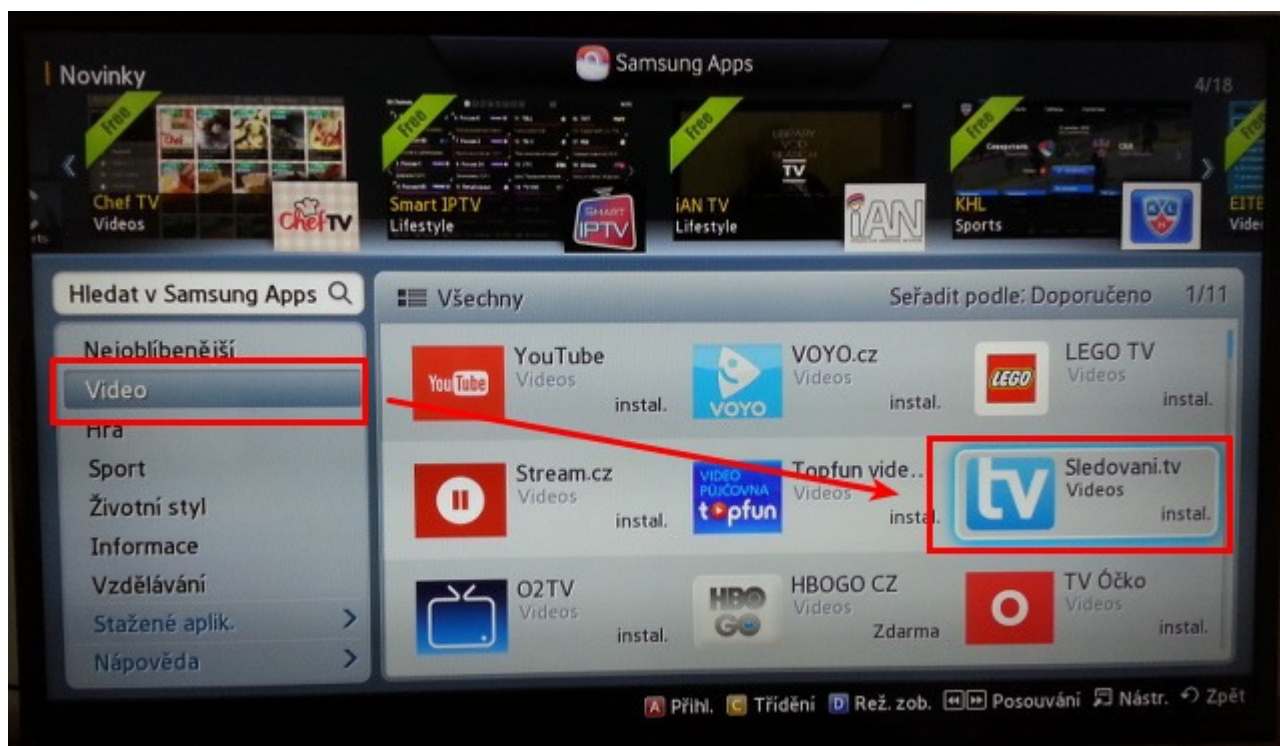 Samsung Apps
Novinky
4/18
Free
Free
Free
Free
Free
Chef TV
Videos
Chef TV
Smart IPTV
Lifestyle
SMART
IPTV
TV
iAN TV
Lifestyle
iAN
KHL
Sports
KHL
EITE
Video
Hledat v Samsung Apps
Všechny
Seřadit podle: Doporučeno 1/11
Nejoblíbenější
Video
Hra
Sport
Životní styl
Informace
Vzdělávání
Stažené aplik.
Nápověda
You Tube
YouTube
Videos
instal.
VOYO
VOYO.cz
Videos
instal.
LEGO
LEGO TV
Videos
instal.
Stream.cz
Videos
instal.
VIDEO
PŮJČOVNA
topfun
Topfun vide..
Videos
instal.
tv
Sledovani.tv
Videos
instal.
O2TV
Videos
instal.
HBO
GO
HBOGO CZ
Videos
Zdarma
TV Óčko
Videos
instal.
A Přihl. C Třídění D Rež. zob. Posouvání Nástr. Zpět